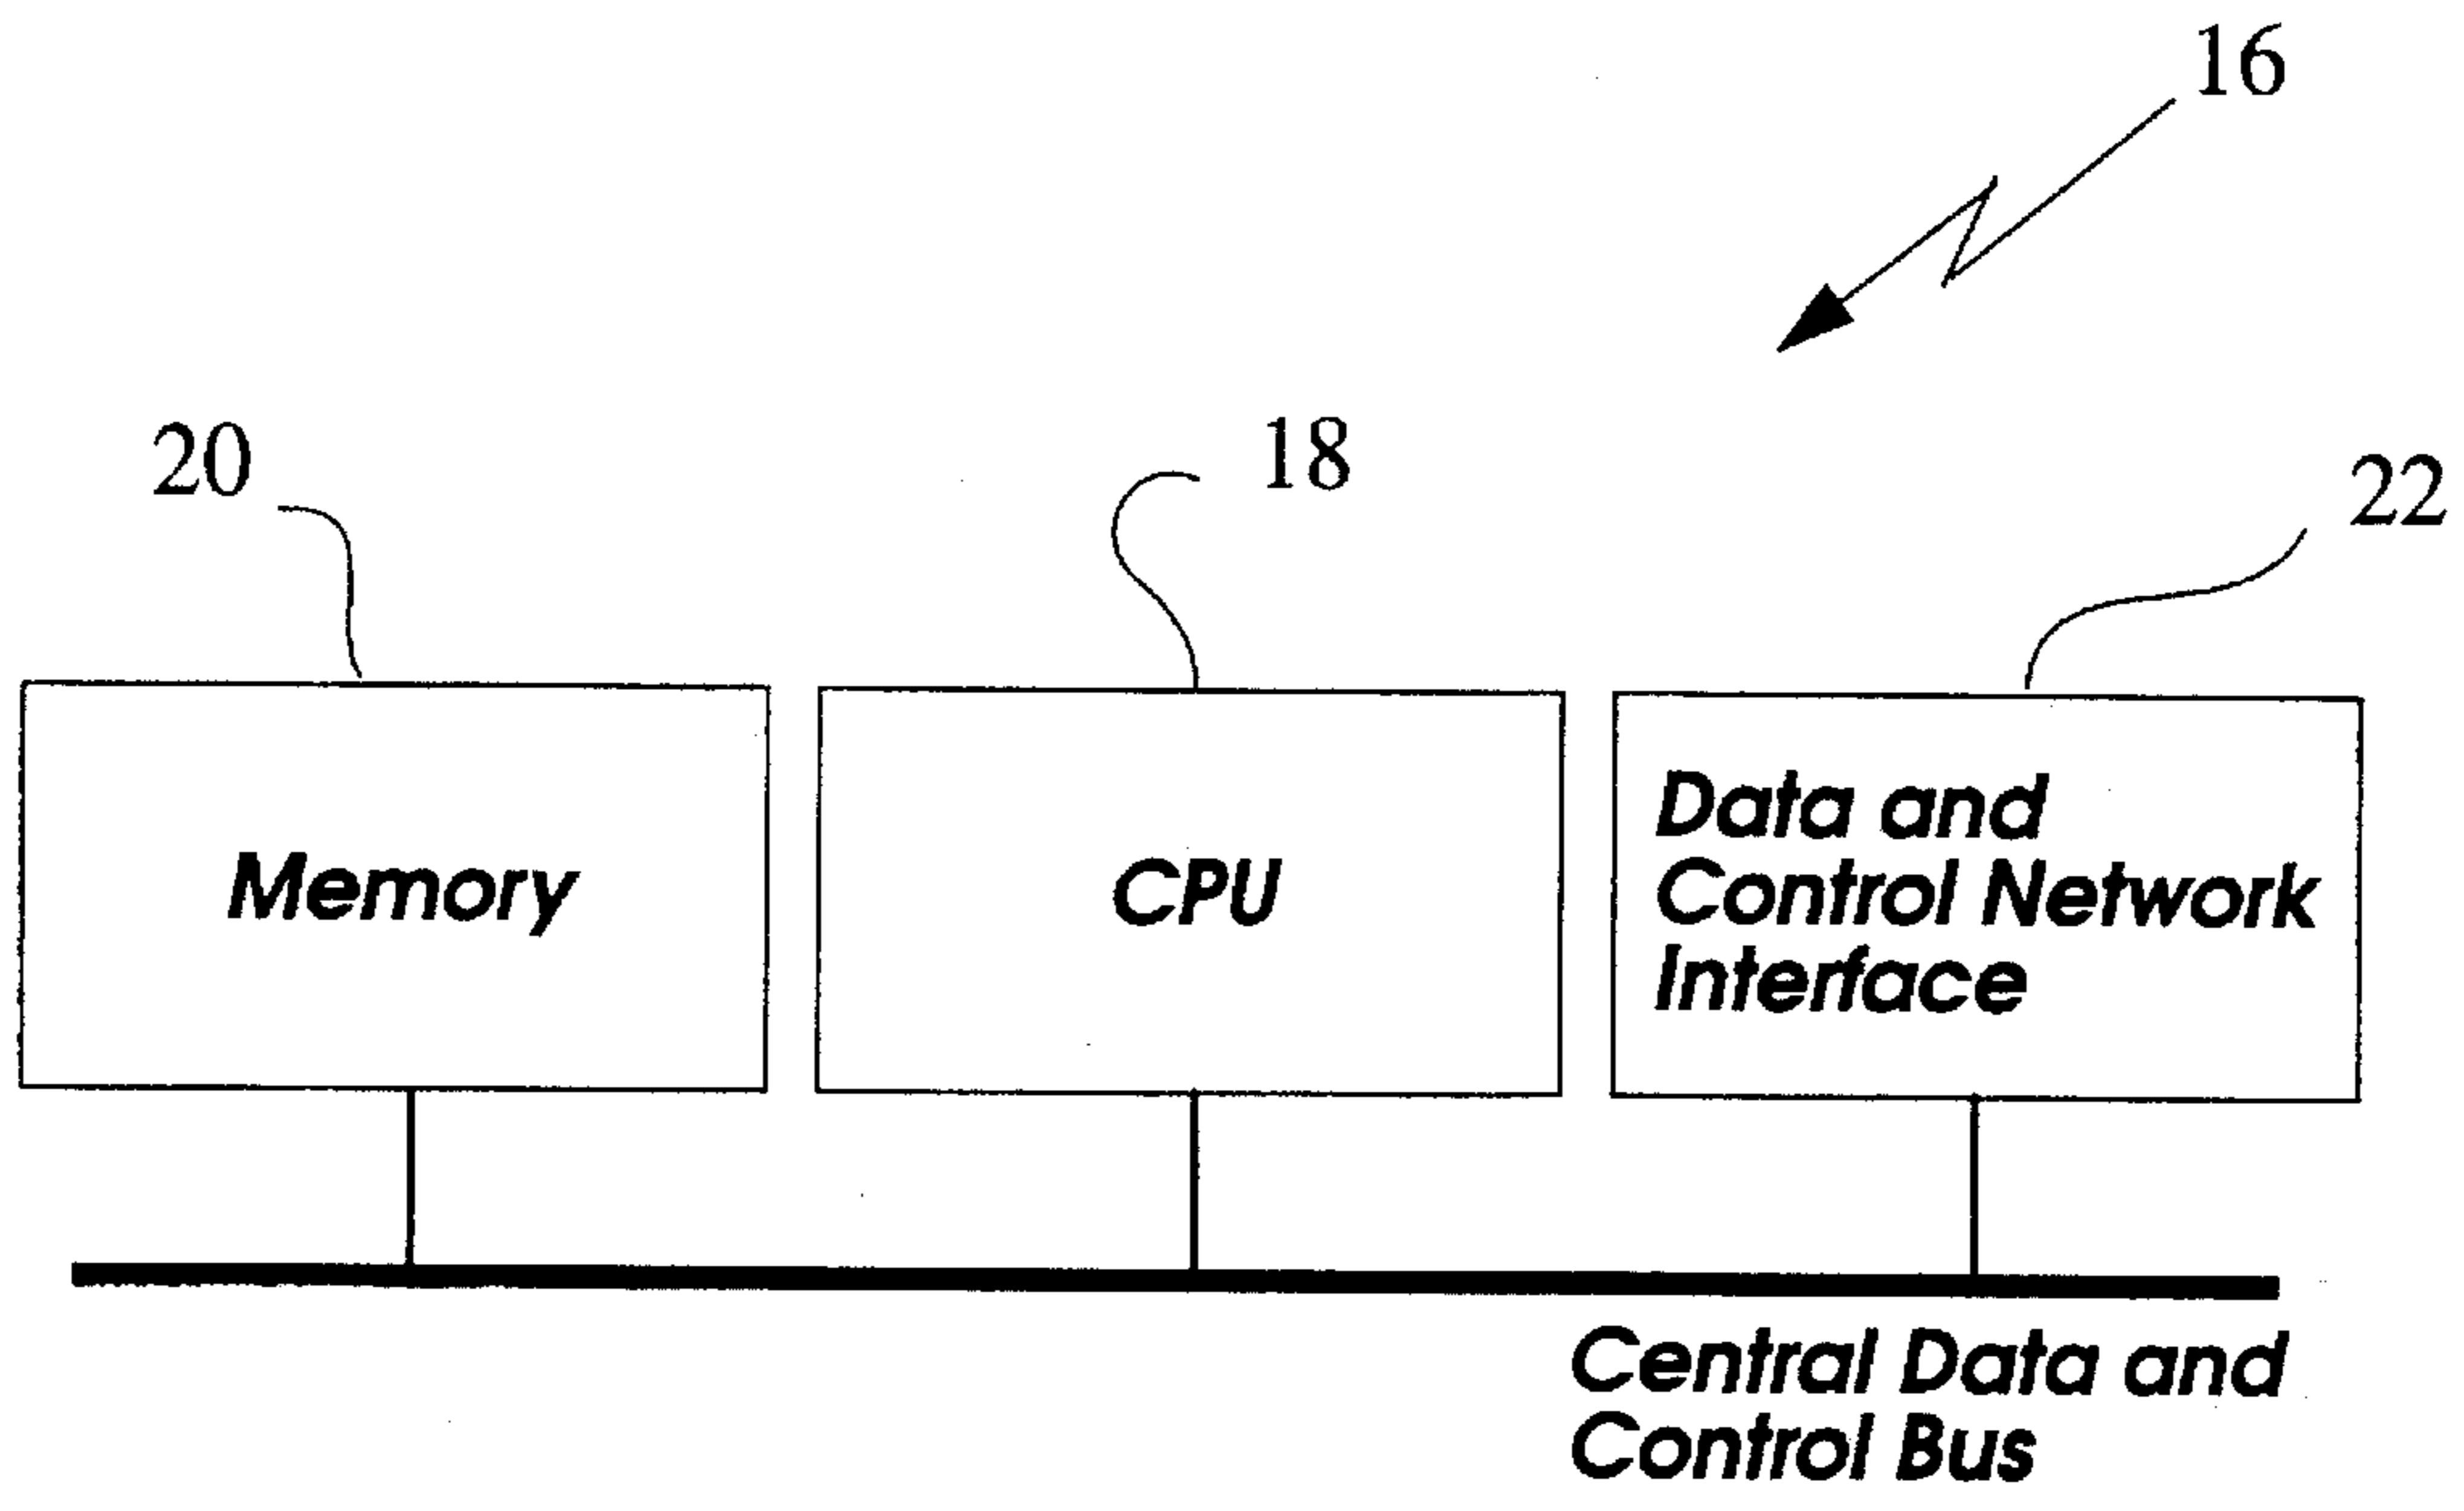 16
20
18
22
Memory
CPU
Data and
Control Network
Interface
Central Data and
Control Bus